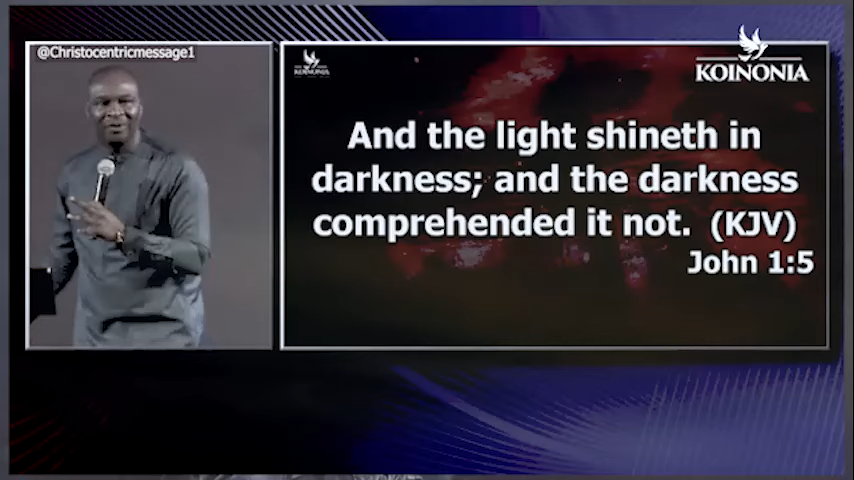 @Christocentricmessage1
KOINONIA
KOINONIA
And the light shineth in
darkness; and the darkness
comprehended it not. (KJV)
John 1:5